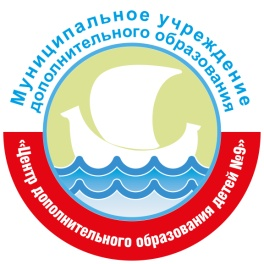 Муниципальное учреждение
дополнительного образования
«Центр дополнительного образования детей №9»